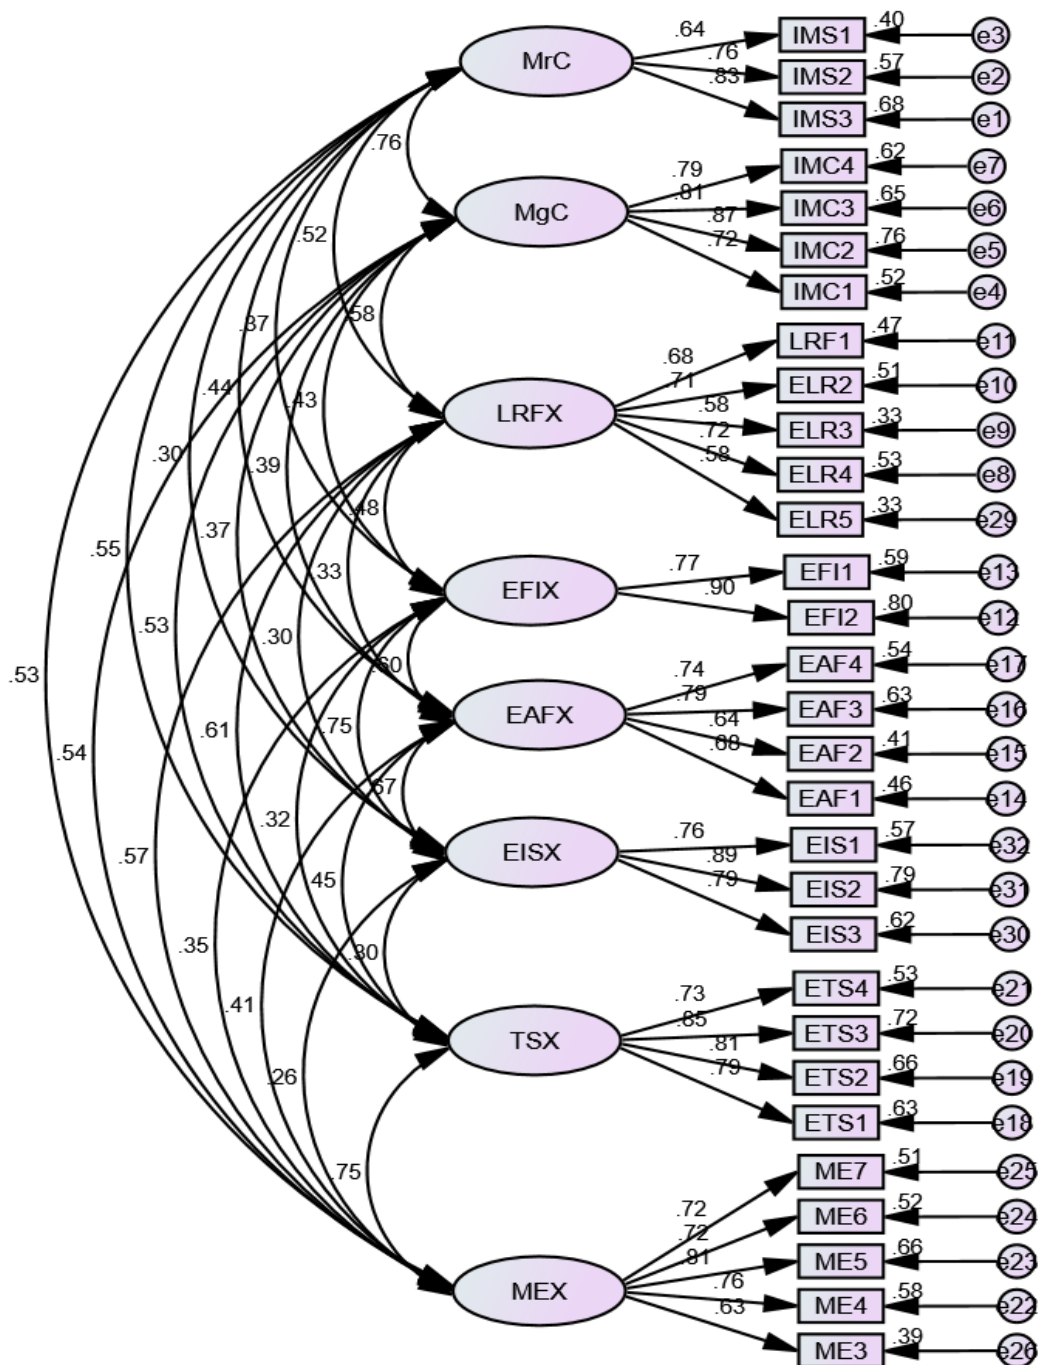 MrC
.64
.76
.83
IMS1
.40
e3
IMS2
.57
e2
IMS3
.68
e1
.76
MgC
.79
.81
.87
.72
IMC4
.62
e7
IMC3
.65
e6
IMC2
.76
e5
IMC1
.52
e4
.52
.58
LRFX
.68
.71
.58
.72
.58
LRF1
.47
e11
ELR2
.51
e10
ELR3
.33
e9
ELR4
.53
e8
ELR5
.33
e29
.37
.44
.43
.30
.39
.48
EFIX
.77
.90
EFI1
.59
e13
EFI2
.80
e12
.55
.37
.33
.53
.30
.60
EAFX
.74
.79
.64
.68
EAF4
.54
e17
EAF3
.63
e16
EAF2
.41
e15
EAF1
.46
e14
.53
.54
.61
.75
.67
EISX
.76
.89
.79
EIS1
.57
e32
EIS2
.79
e31
EIS3
.62
e30
.57
.32
.45
.35
.30
TSX
.73
.85
.81
.79
ETS4
.53
e21
ETS3
.72
e20
ETS2
.66
e19
ETS1
.63
e18
.41
.26
.75
MEX
.72
.72
.81
.76
.63
ME7
.51
e25
ME6
.52
e24
ME5
.66
e23
ME4
.58
e22
ME3
.39
e26